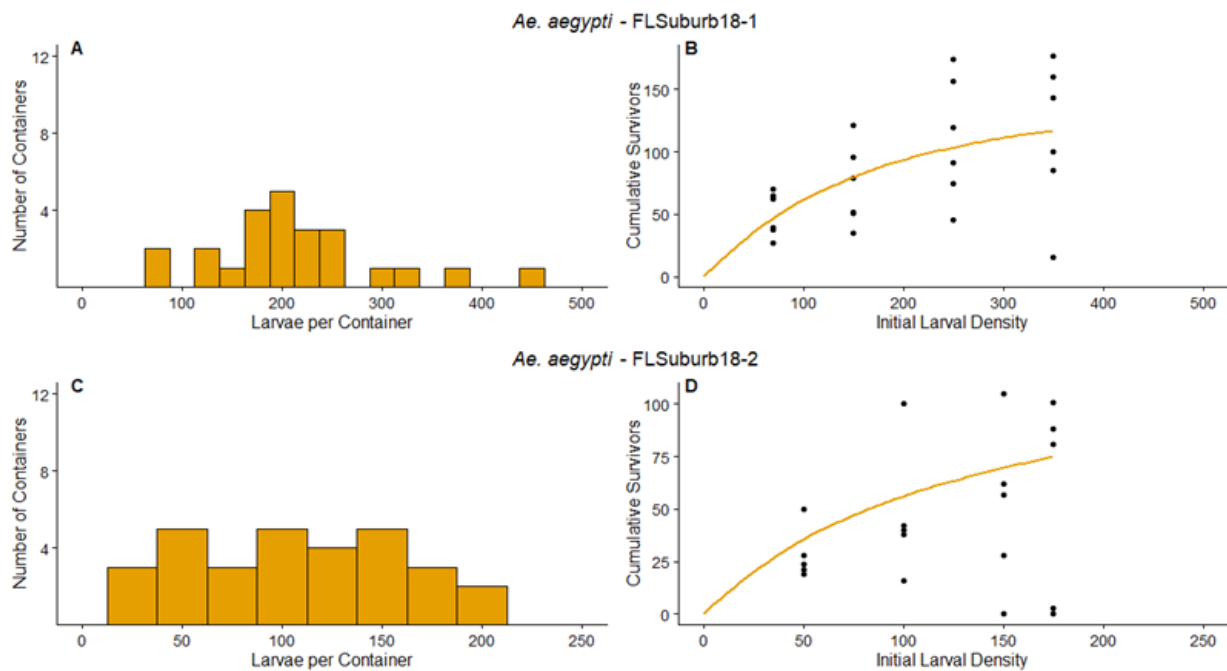 Ae. aegypti - FLSuburb18-1
A
12
8
4
Number of Containers
0 100 200 300 400 500
Larvae per Container
B
150
100
50
0
Cumulative Survivors
0 100 200 300 400 500
Initial Larval Density
Ae. aegypti - FLSuburb18-2
C
12
8
4
Number of Containers
0 50 100 150 200 250
Larvae per Container
D
100
75
50
25
0
Cumulative Survivors
0 50 100 150 200 250
Initial Larval Density